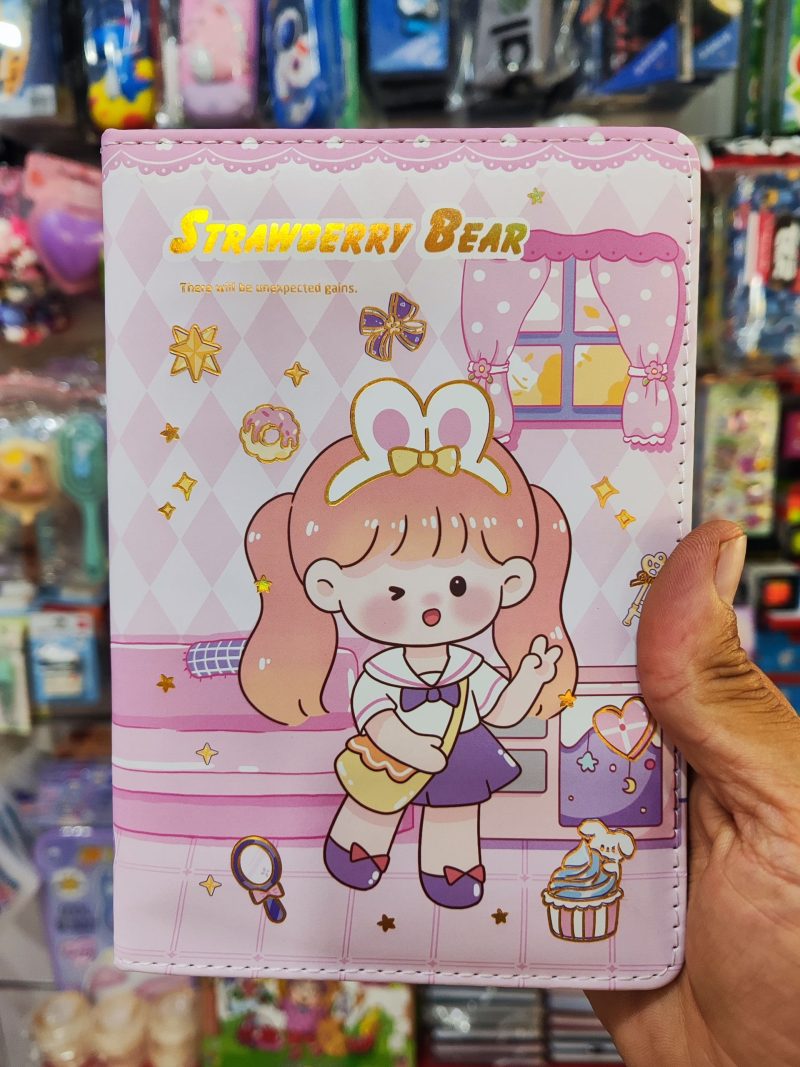 STRAWBERRY BEAR
There will be unexpected gains.